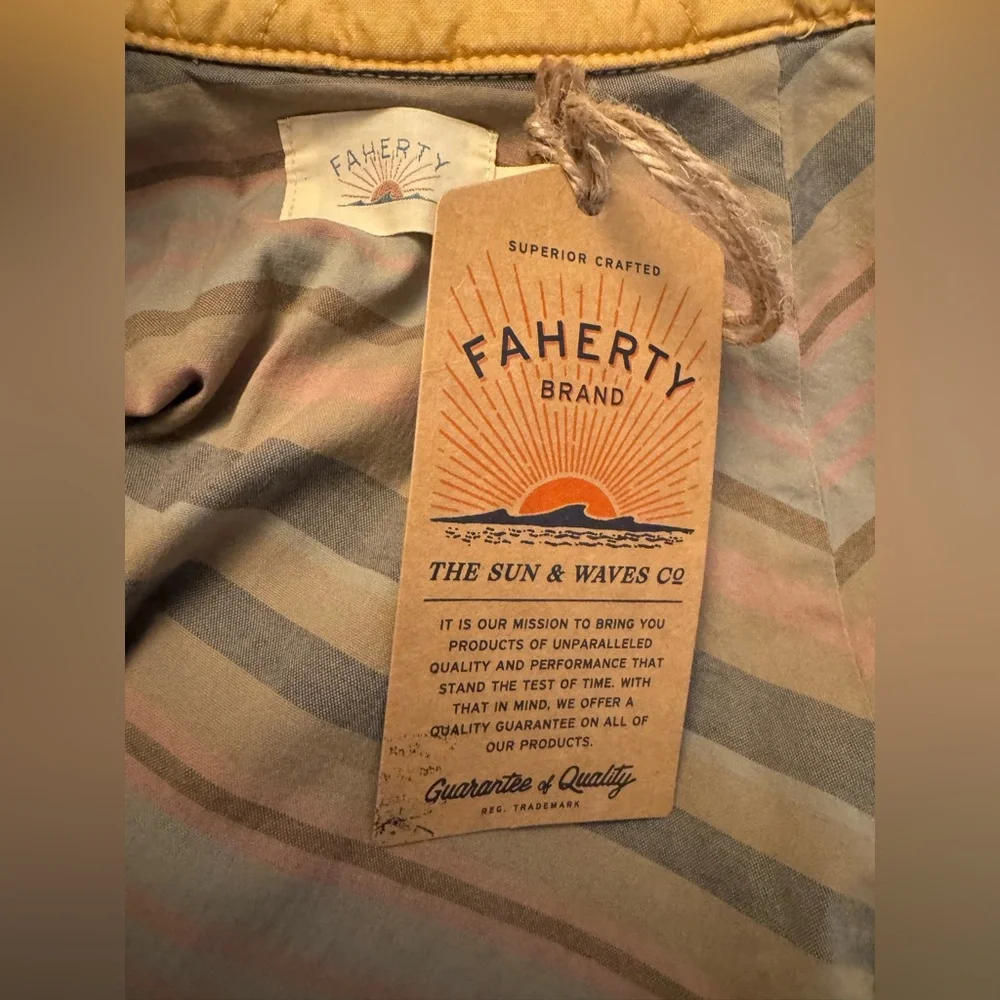 FAHERTY
SUPERIOR CRAFTED
FAHERTY
BRAND
THE SUN & WAVES Cº
IT IS OUR MISSION TO BRING YOU
PRODUCTS OF UNPARALLELED
QUALITY AND PERFORMANCE THAT
STAND THE TEST OF TIME. WITH
THAT IN MIND, WE OFFER A
QUALITY GUARANTEE ON ALL OF
OUR PRODUCTS.
Guarantee of Quality
REG. TRADEMARK